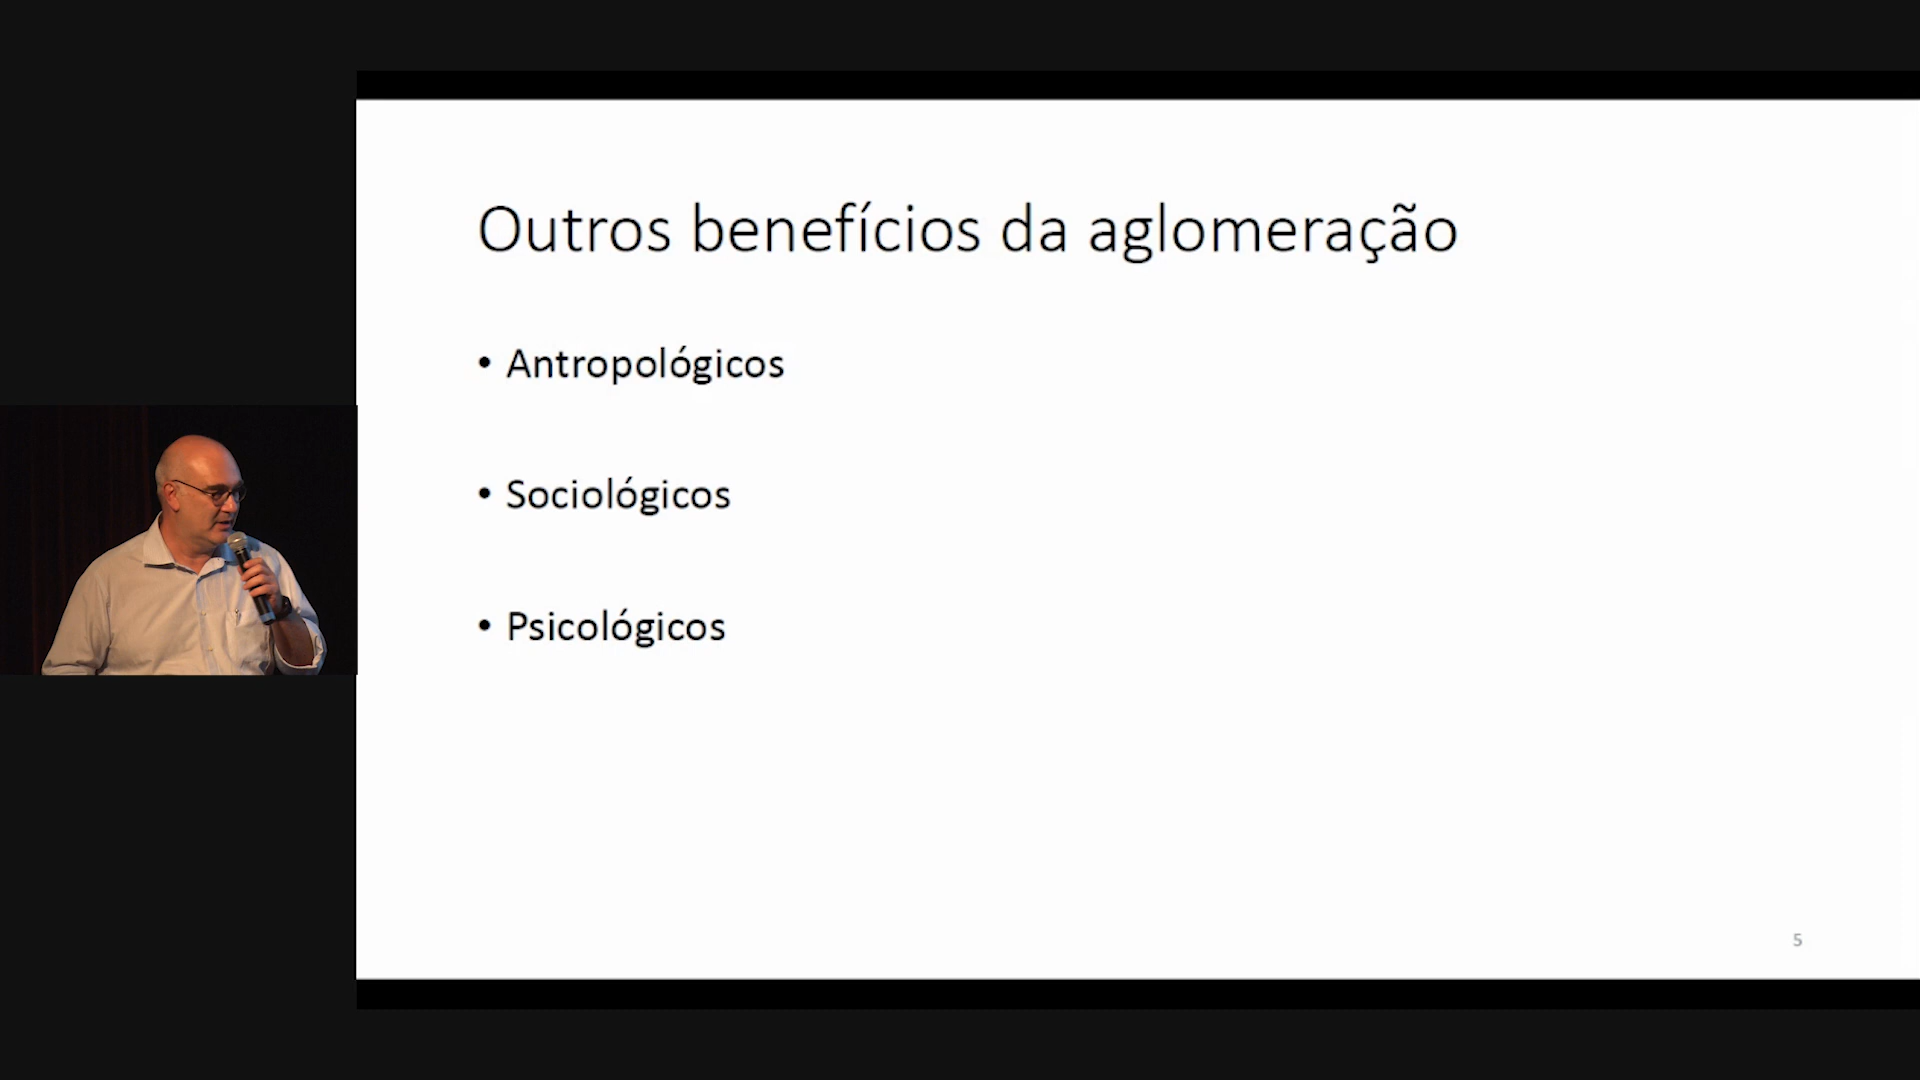 Outros benefícios da aglomeração
• Antropológicos
• Sociológicos
• Psicológicos
5